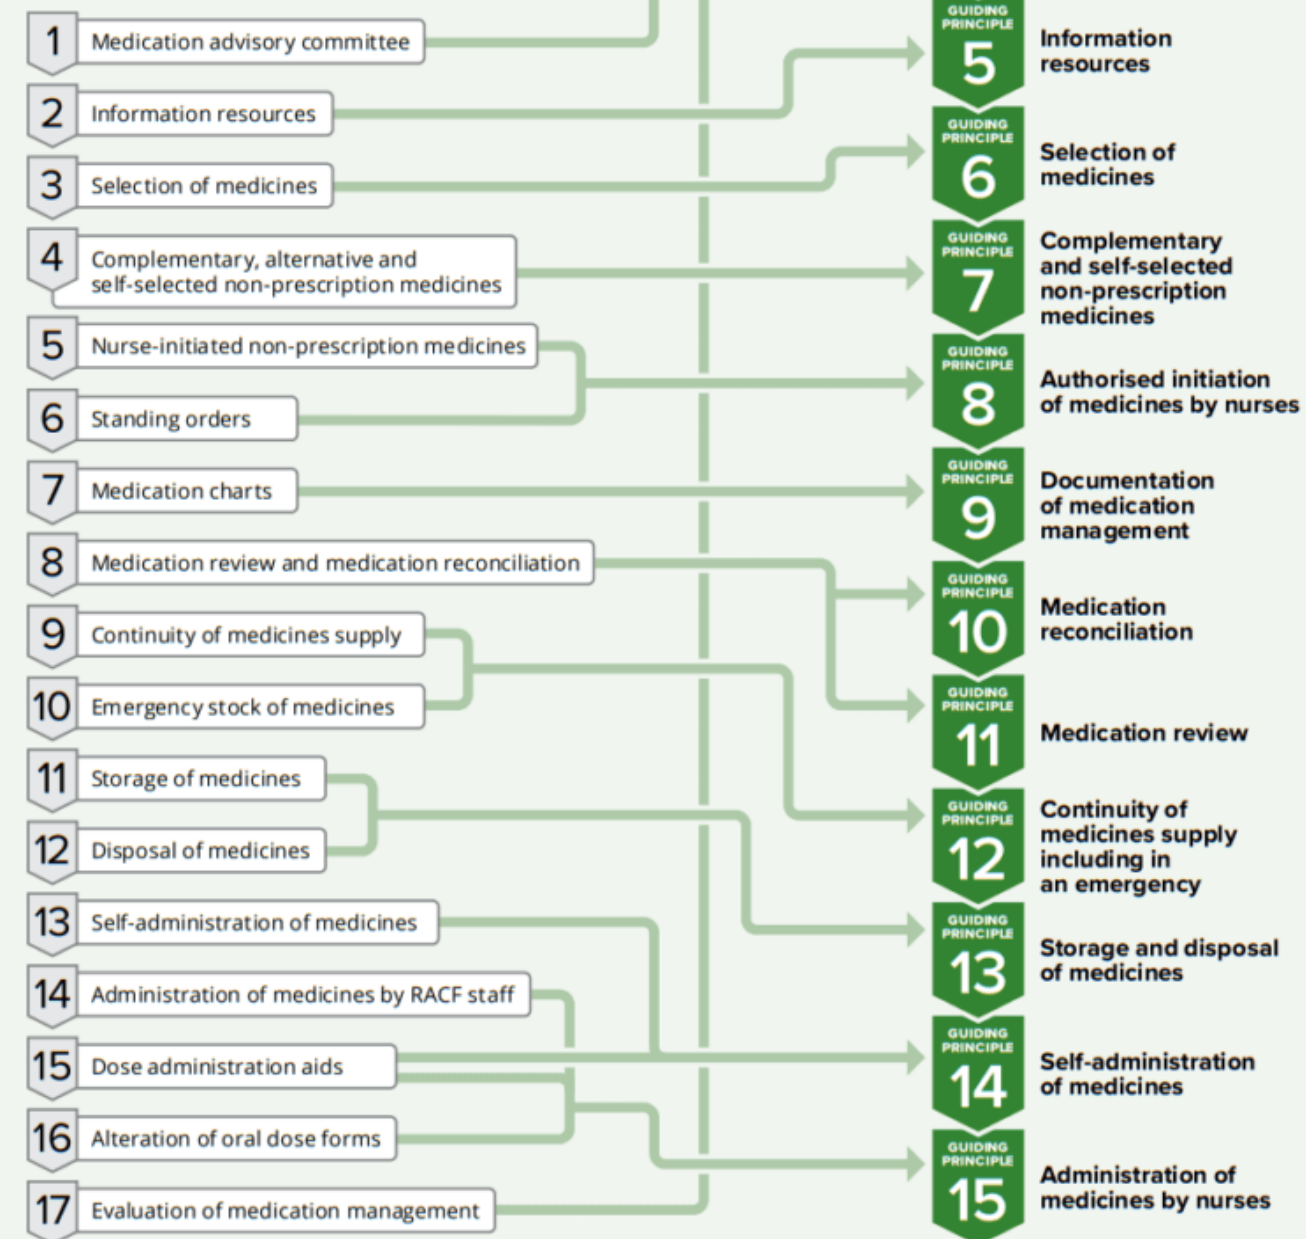 1
Medication advisory committee
2
Information resources
3
Selection of medicines
4
Complementary, alternative and
self-selected non-prescription medicines
5
Nurse-initiated non-prescription medicines
6
Standing orders
7
Medication charts
8
Medication review and medication reconciliation
9
Continuity of medicines supply
10
Emergency stock of medicines
11
Storage of medicines
12
Disposal of medicines
13
Self-administration of medicines
14
Administration of medicines by RACF staff
15
Dose administration aids
16
Alteration of oral dose forms
17
Evaluation of medication management
GUIDING
PRINCIPLE
5
Information
resources
GUIDING
PRINCIPLE
6
Selection of
medicines
GUIDING
PRINCIPLE
7
Complementary
and self-selected
non-prescription
medicines
GUIDING
PRINCIPLE
8
Authorised initiation
of medicines by nurses
GUIDING
PRINCIPLE
9
Documentation
of medication
management
GUIDING
PRINCIPLE
10
Medication
reconciliation
GUIDING
PRINCIPLE
11
Medication review
GUIDING
PRINCIPLE
12
Continuity of
medicines supply
including in
an emergency
GUIDING
PRINCIPLE
13
Storage and disposal
of medicines
GUIDING
PRINCIPLE
14
Self-administration
of medicines
GUIDING
PRINCIPLE
15
Administration of
medicines by nurses